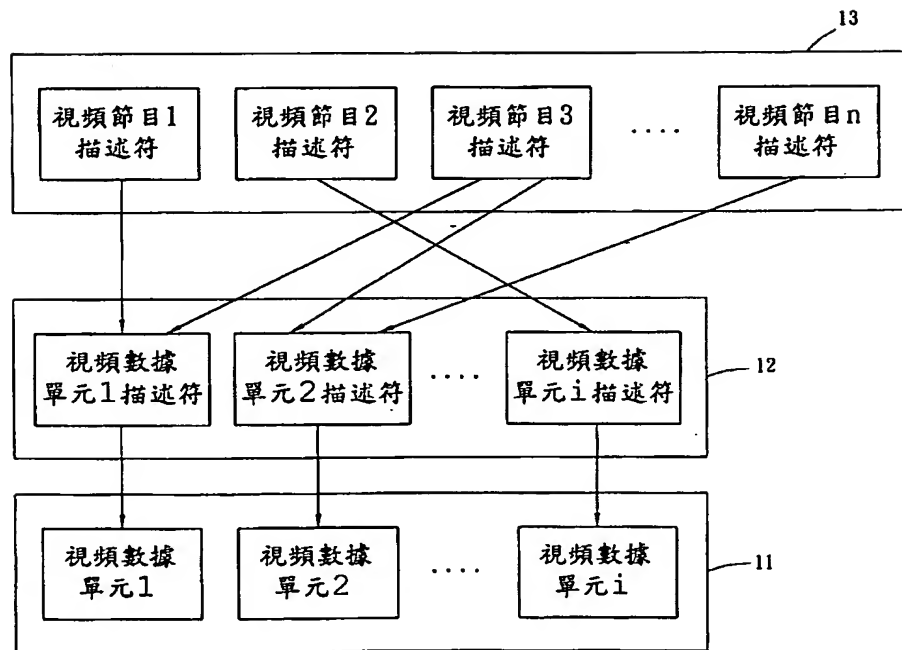 13
視頻節目1
描述符
視頻節目2
描述符
視頻節目3
描述符
....
視頻節目n
描述符
視頻數據
單元1描述符
視頻數據
單元2描述符
....
視頻數據
單元i描述符
12
視頻數據
單元1
視頻數據
單元2
....
視頻數據
單元i
11